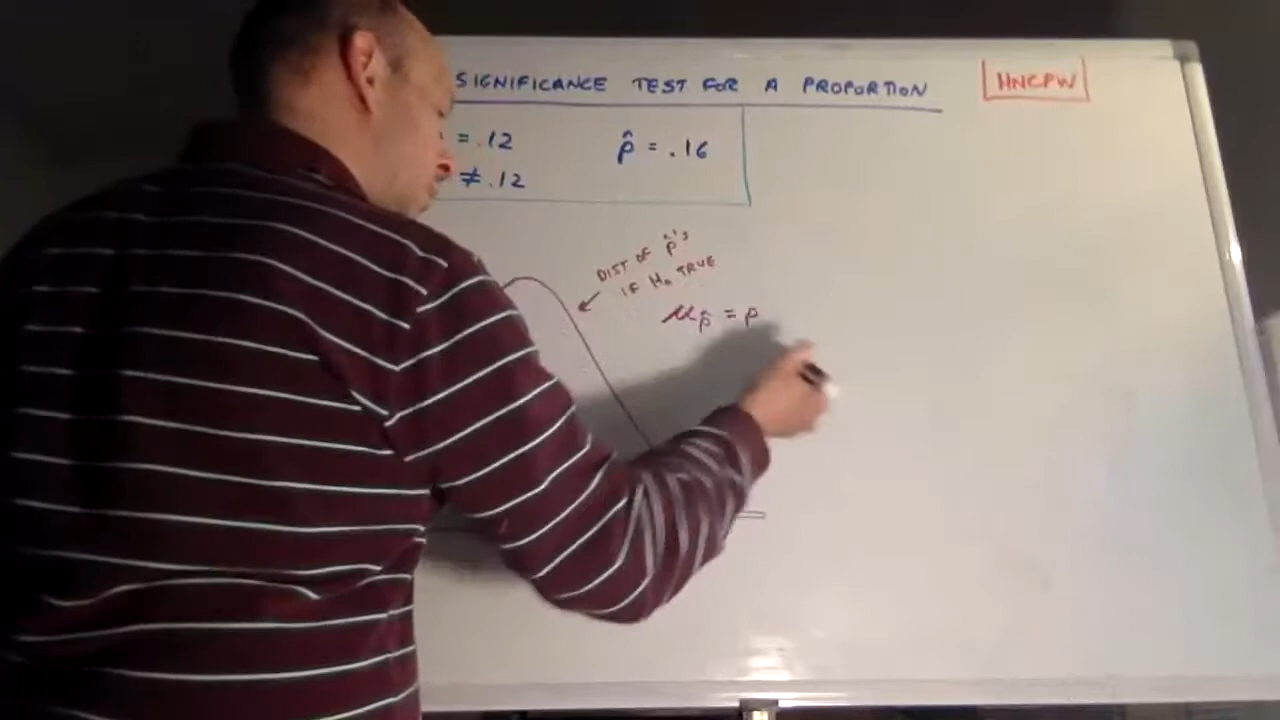 SIGNIFICANCE TEST FOR A PROPORTION
HNCPW
= .12
p̂ = .16
≠ .12
DIST OF p̂'s
IF H₀ TRUE
μp̂ = p